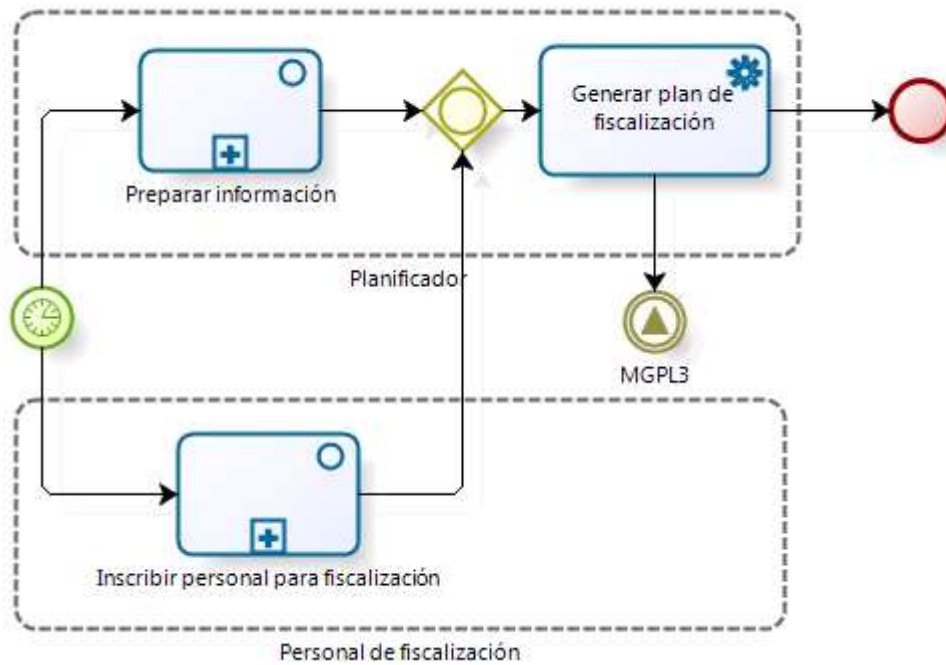 Generar plan de
fiscalización
Preparar información
Planificador
MGPL3
Inscribir personal para fiscalización
Personal de fiscalización